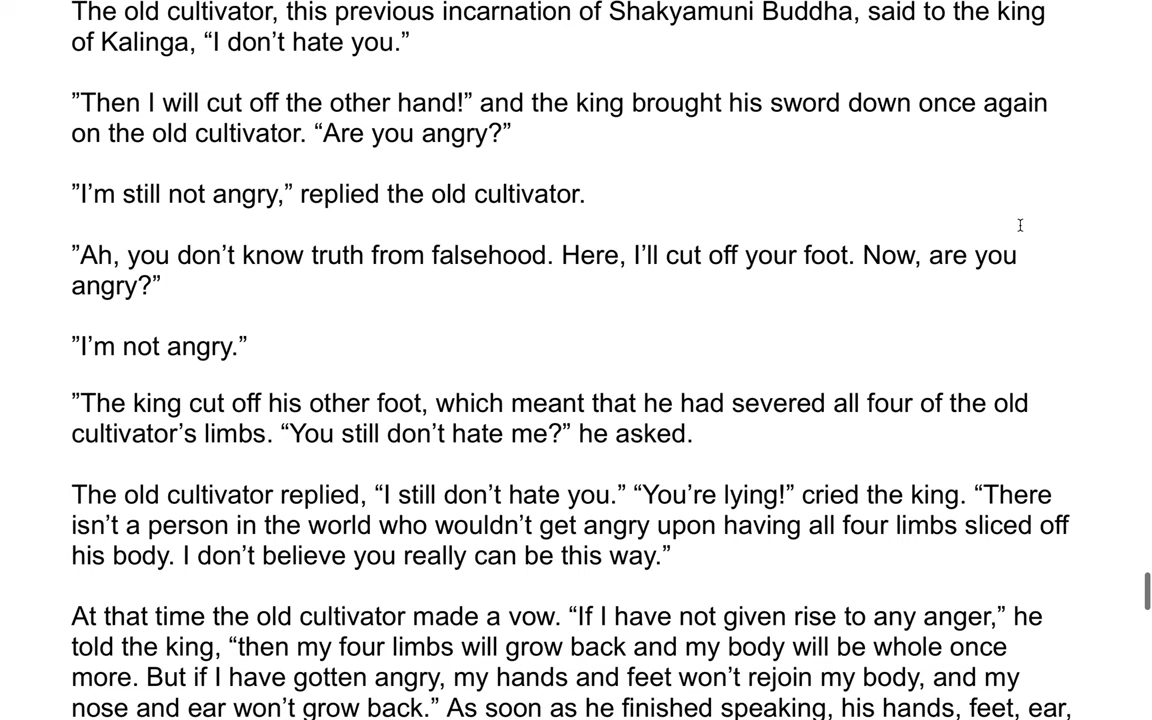 The old cultivator, this previous incarnation of Shakyamuni Buddha, said to the king
of Kalinga, “I don’t hate you.”
”Then I will cut off the other hand!” and the king brought his sword down once again
on the old cultivator. “Are you angry?”
”I’m still not angry,” replied the old cultivator.
”Ah, you don’t know truth from falsehood. Here, I’ll cut off your foot. Now, are you
angry?”
”I’m not angry.”
”The king cut off his other foot, which meant that he had severed all four of the old
cultivator’s limbs. “You still don’t hate me?” he asked.
The old cultivator replied, “I still don’t hate you.” “You’re lying!” cried the king. “There
isn’t a person in the world who wouldn’t get angry upon having all four limbs sliced off
his body. I don’t believe you really can be this way.”
At that time the old cultivator made a vow. “If I have not given rise to any anger,” he
told the king, “then my four limbs will grow back and my body will be whole once
more. But if I have gotten angry, my hands and feet won’t rejoin my body, and my
nose and ear won’t grow back.” As soon as he finished speaking, his hands, feet, ear,